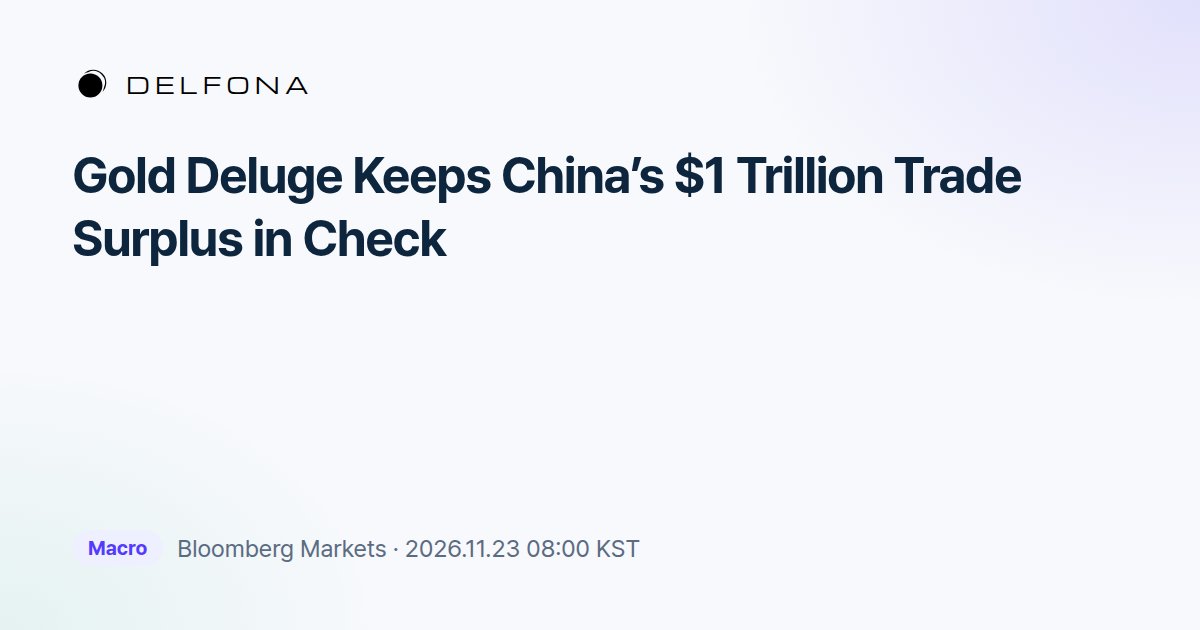 DELFONA
Gold Deluge Keeps China’s $1 Trillion Trade
Surplus in Check
Macro Bloomberg Markets · 2026.11.23 08:00 KST